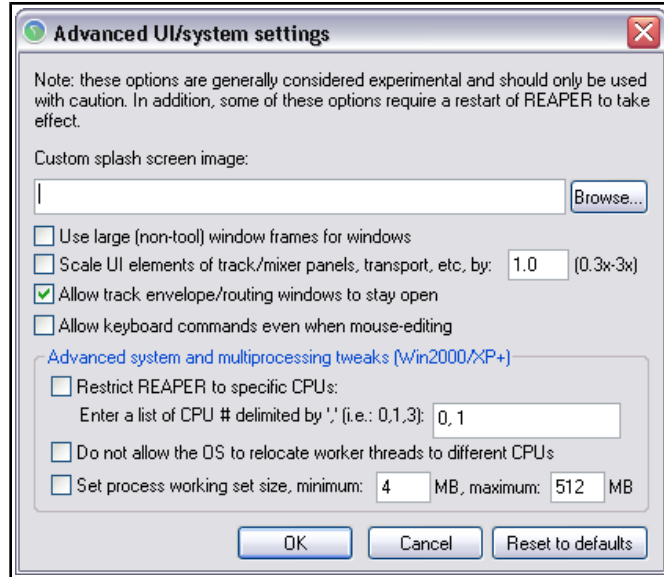 Advanced UI/system settings
Note: these options are generally considered experimental and should only be used
with caution. In addition, some of these options require a restart of REAPER to take
effect.
Custom splash screen image:
Browse...
Use large (non-tool) window frames for windows
Scale UI elements of track/mixer panels, transport, etc, by: 1.0 (0.3x-3x)
Allow track envelope/routing windows to stay open
Allow keyboard commands even when mouse-editing
Advanced system and multiprocessing tweaks (Win2000/XP+)
Restrict REAPER to specific CPUs:
Enter a list of CPU # delimited by ',' (i.e.: 0,1,3): 0, 1
Do not allow the OS to relocate worker threads to different CPUs
Set process working set size, minimum: 4 MB, maximum: 512 MB
OK Cancel Reset to defaults